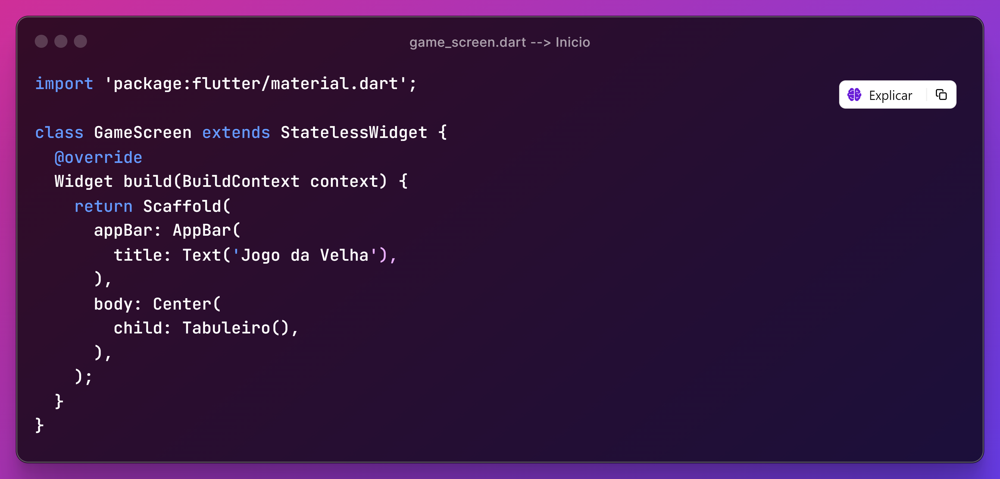 game_screen.dart --> Inicio
import 'package:flutter/material.dart';
Explicar
class GameScreen extends StatelessWidget {
  @override
  Widget build(BuildContext context) {
    return Scaffold(
      appBar: AppBar(
        title: Text('Jogo da Velha'),
      ),
      body: Center(
        child: Tabuleiro(),
      ),
    );
  }
}